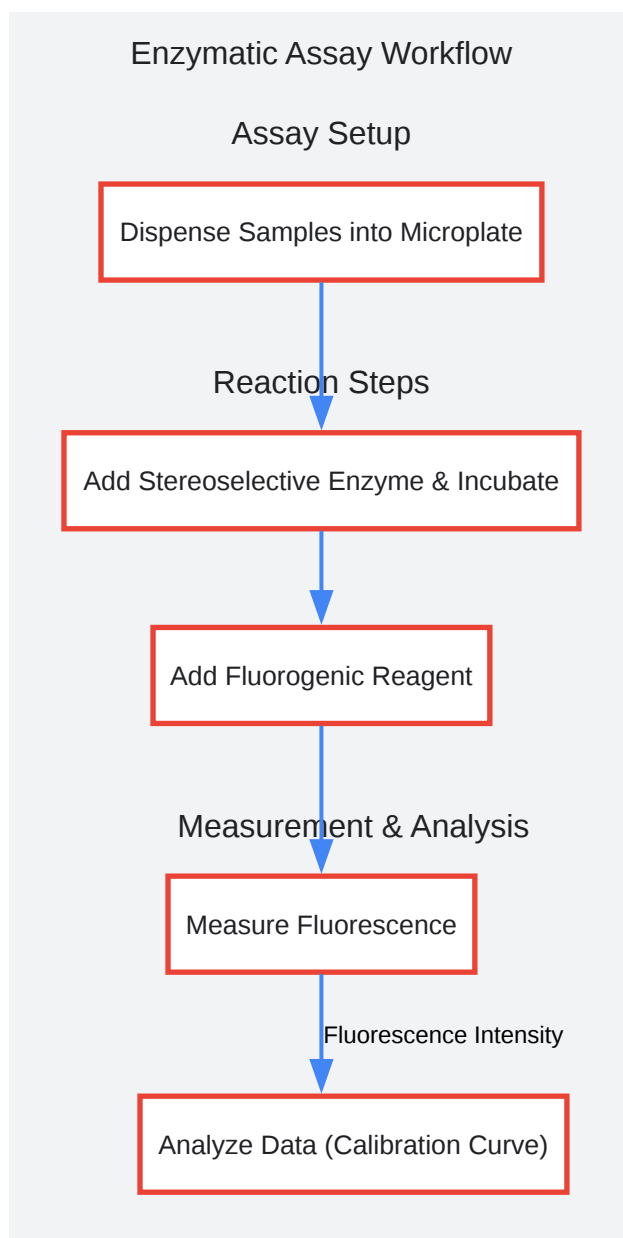 Enzymatic Assay Workflow
Assay Setup
Dispense Samples into Microplate
Reaction Steps
Add Stereoselective Enzyme & Incubate
Add Fluorogenic Reagent
Measurement & Analysis
Measure Fluorescence
Fluorescence Intensity
Analyze Data (Calibration Curve)